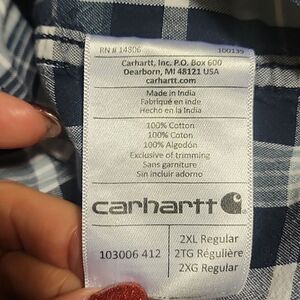 RN # 14806 100139
Carhartt, Inc. P.O. Box 600
Dearborn, MI 48121 USA
carhartt.com
Made in India
Fabriqué en inde
Hecho en la India
100% Cotton
100% Coton
100% Algodón
Exclusive of trimming
Sans garniture
Sin incluir adorno
carhartt
103006 412
2XL Regular
2TG Régulière
2XG Regular